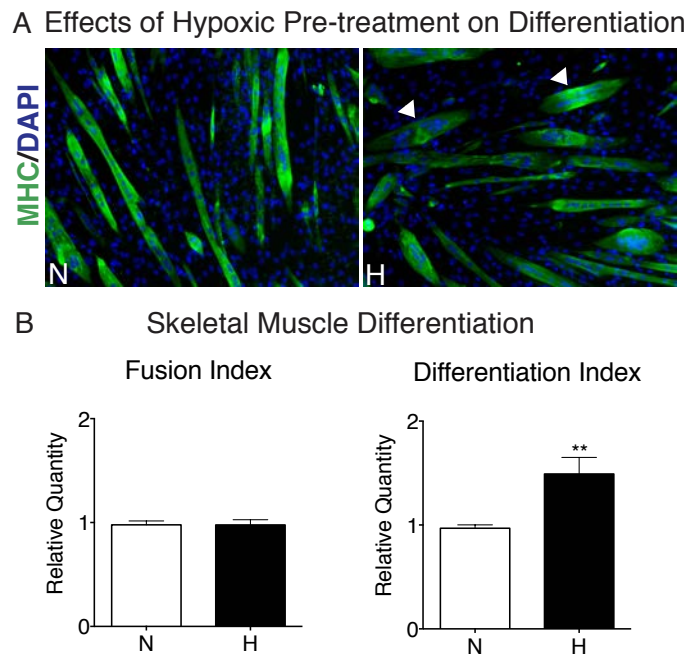 A Effects of Hypoxic Pre-treatment on Differentiation
MHC/DAPI
N
H
B Skeletal Muscle Differentiation
Fusion Index
Relative Quantity
2
1
0
N
H
Differentiation Index
Relative Quantity
2
1
0
**
N
H